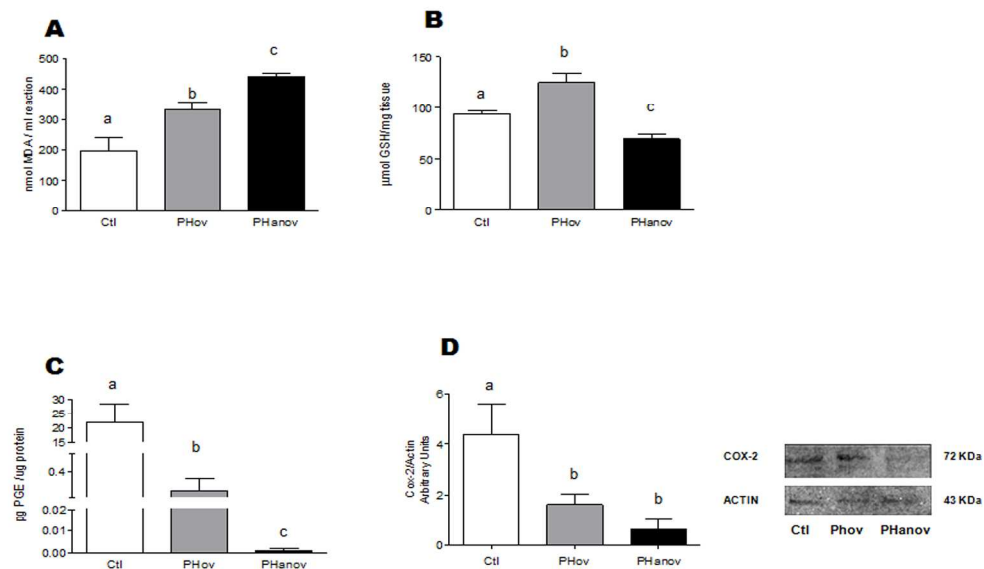 A
nmol MDA / ml reaction
500
400
300
200
100
0
a
b
c
Ctl
PHov
PHanov
B
µmol GSH/mg tissue
150
100
50
0
a
b
c
Ctl
PHov
PHanov
C
pg PGE /ug protein
30
25
20
15
0.4
0.02
0.01
0.00
a
b
c
Ctl
PHov
PHanov
D
Cox-2/Actin
Arbitrary Units
6
4
2
0
a
b
b
Ctl
PHov
PHanov
COX-2
72 KDa
ACTIN
43 KDa
Ctl Phov PHanov